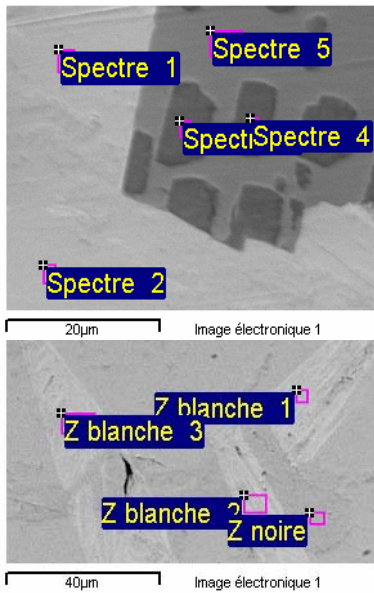 Spectre 5
Spectre 1
Spectre 4
Spectre 2
20µm Image électronique 1
Z blanche 1
Z blanche 3
Z blanche 2
Z noire
40µm Image électronique 1